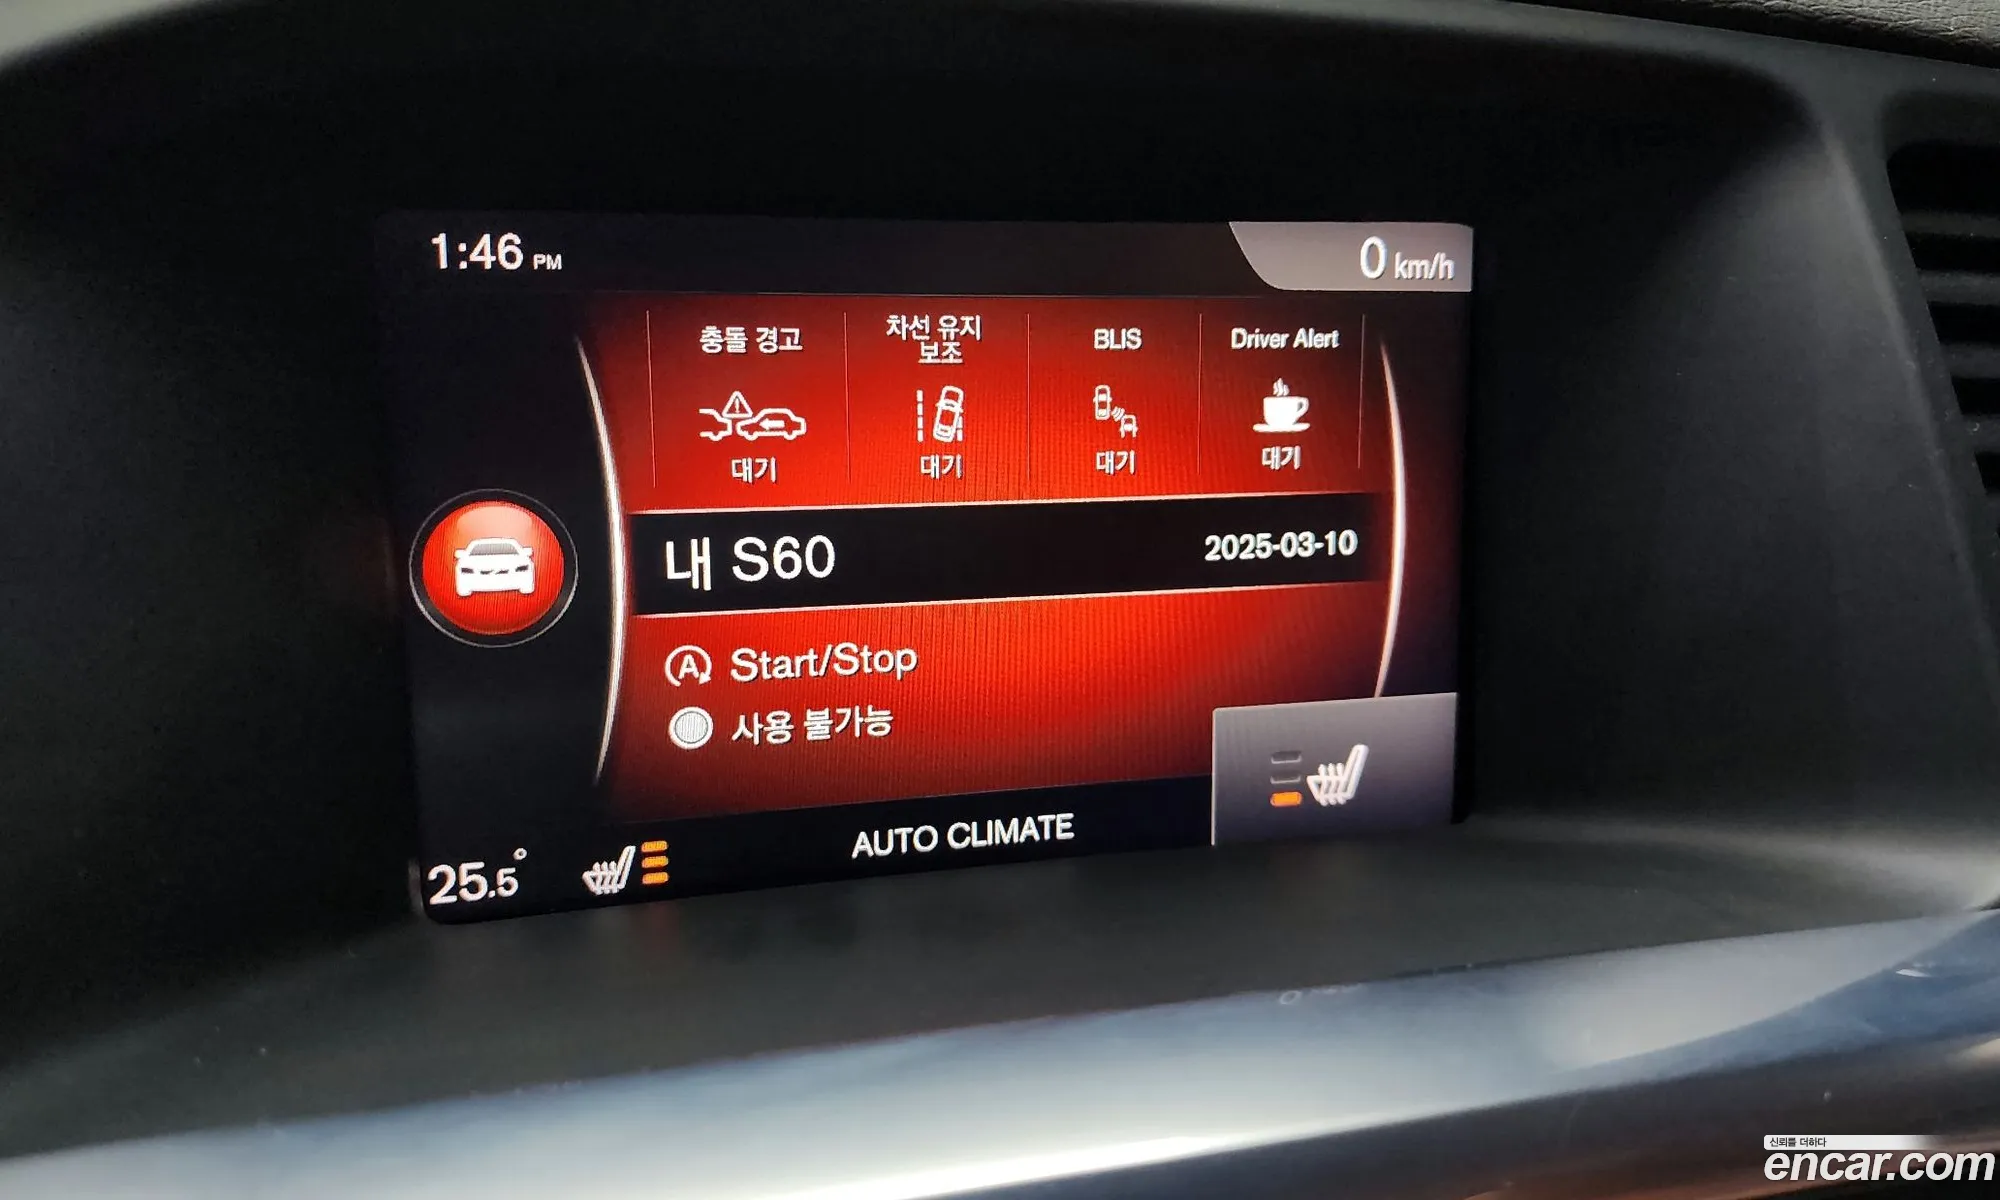 1:46 PM
0 km/h
충돌 경고
차선 유지
보조
BLIS
Driver Alert
대기
대기
대기
대기
내 S60
2025-03-10
A Start/Stop
사용 불가능
AUTO CLIMATE
25.5°
신뢰를 더하다
encar.com